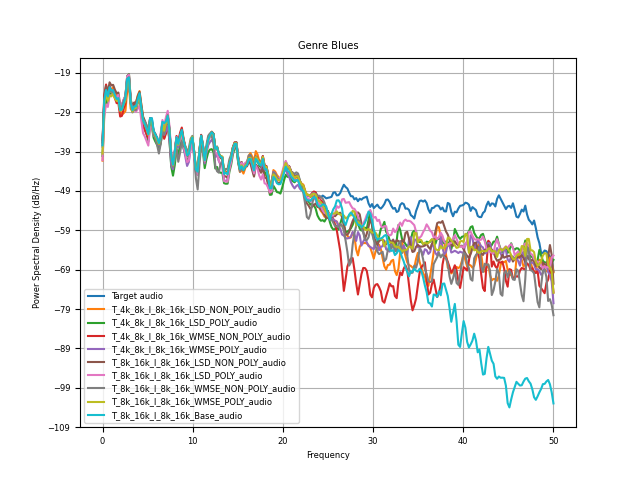 Genre Blues
Power Spectral Density (dB/Hz)
−19
−29
−39
−49
−59
−69
−79
−89
−99
−109
Target audio
T_4k_8k_I_8k_16k_LSD_NON_POLY_audio
T_4k_8k_I_8k_16k_LSD_POLY_audio
T_4k_8k_I_8k_16k_WMSE_NON_POLY_audio
T_4k_8k_I_8k_16k_WMSE_POLY_audio
T_8k_16k_I_8k_16k_LSD_NON_POLY_audio
T_8k_16k_I_8k_16k_LSD_POLY_audio
T_8k_16k_I_8k_16k_WMSE_NON_POLY_audio
T_8k_16k_I_8k_16k_WMSE_POLY_audio
T_8k_16k_I_8k_16k_Base_audio
0 10 20 30 40 50
Frequency